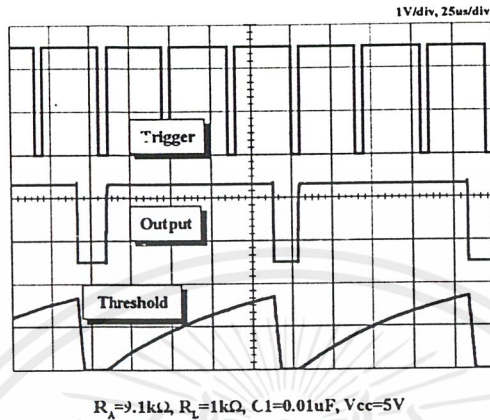 1V/div, 25us/div
Trigger
Output
Threshold
R_A=9.1kΩ, R_L=1kΩ, C1=0.01uF, Vcc=5V